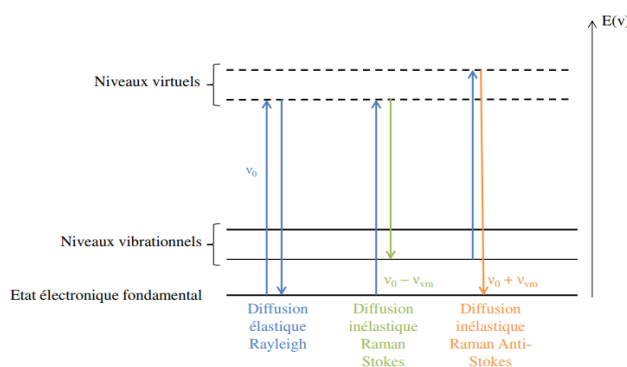 E(v)
Niveaux virtuels
ν0
Niveaux vibrationnels
ν0 – νvm
ν0 + νvm
Etat électronique fondamental
Diffusion
élastique
Rayleigh
Diffusion
inélastique
Raman
Stokes
Diffusion
inélastique
Raman Anti-
Stokes